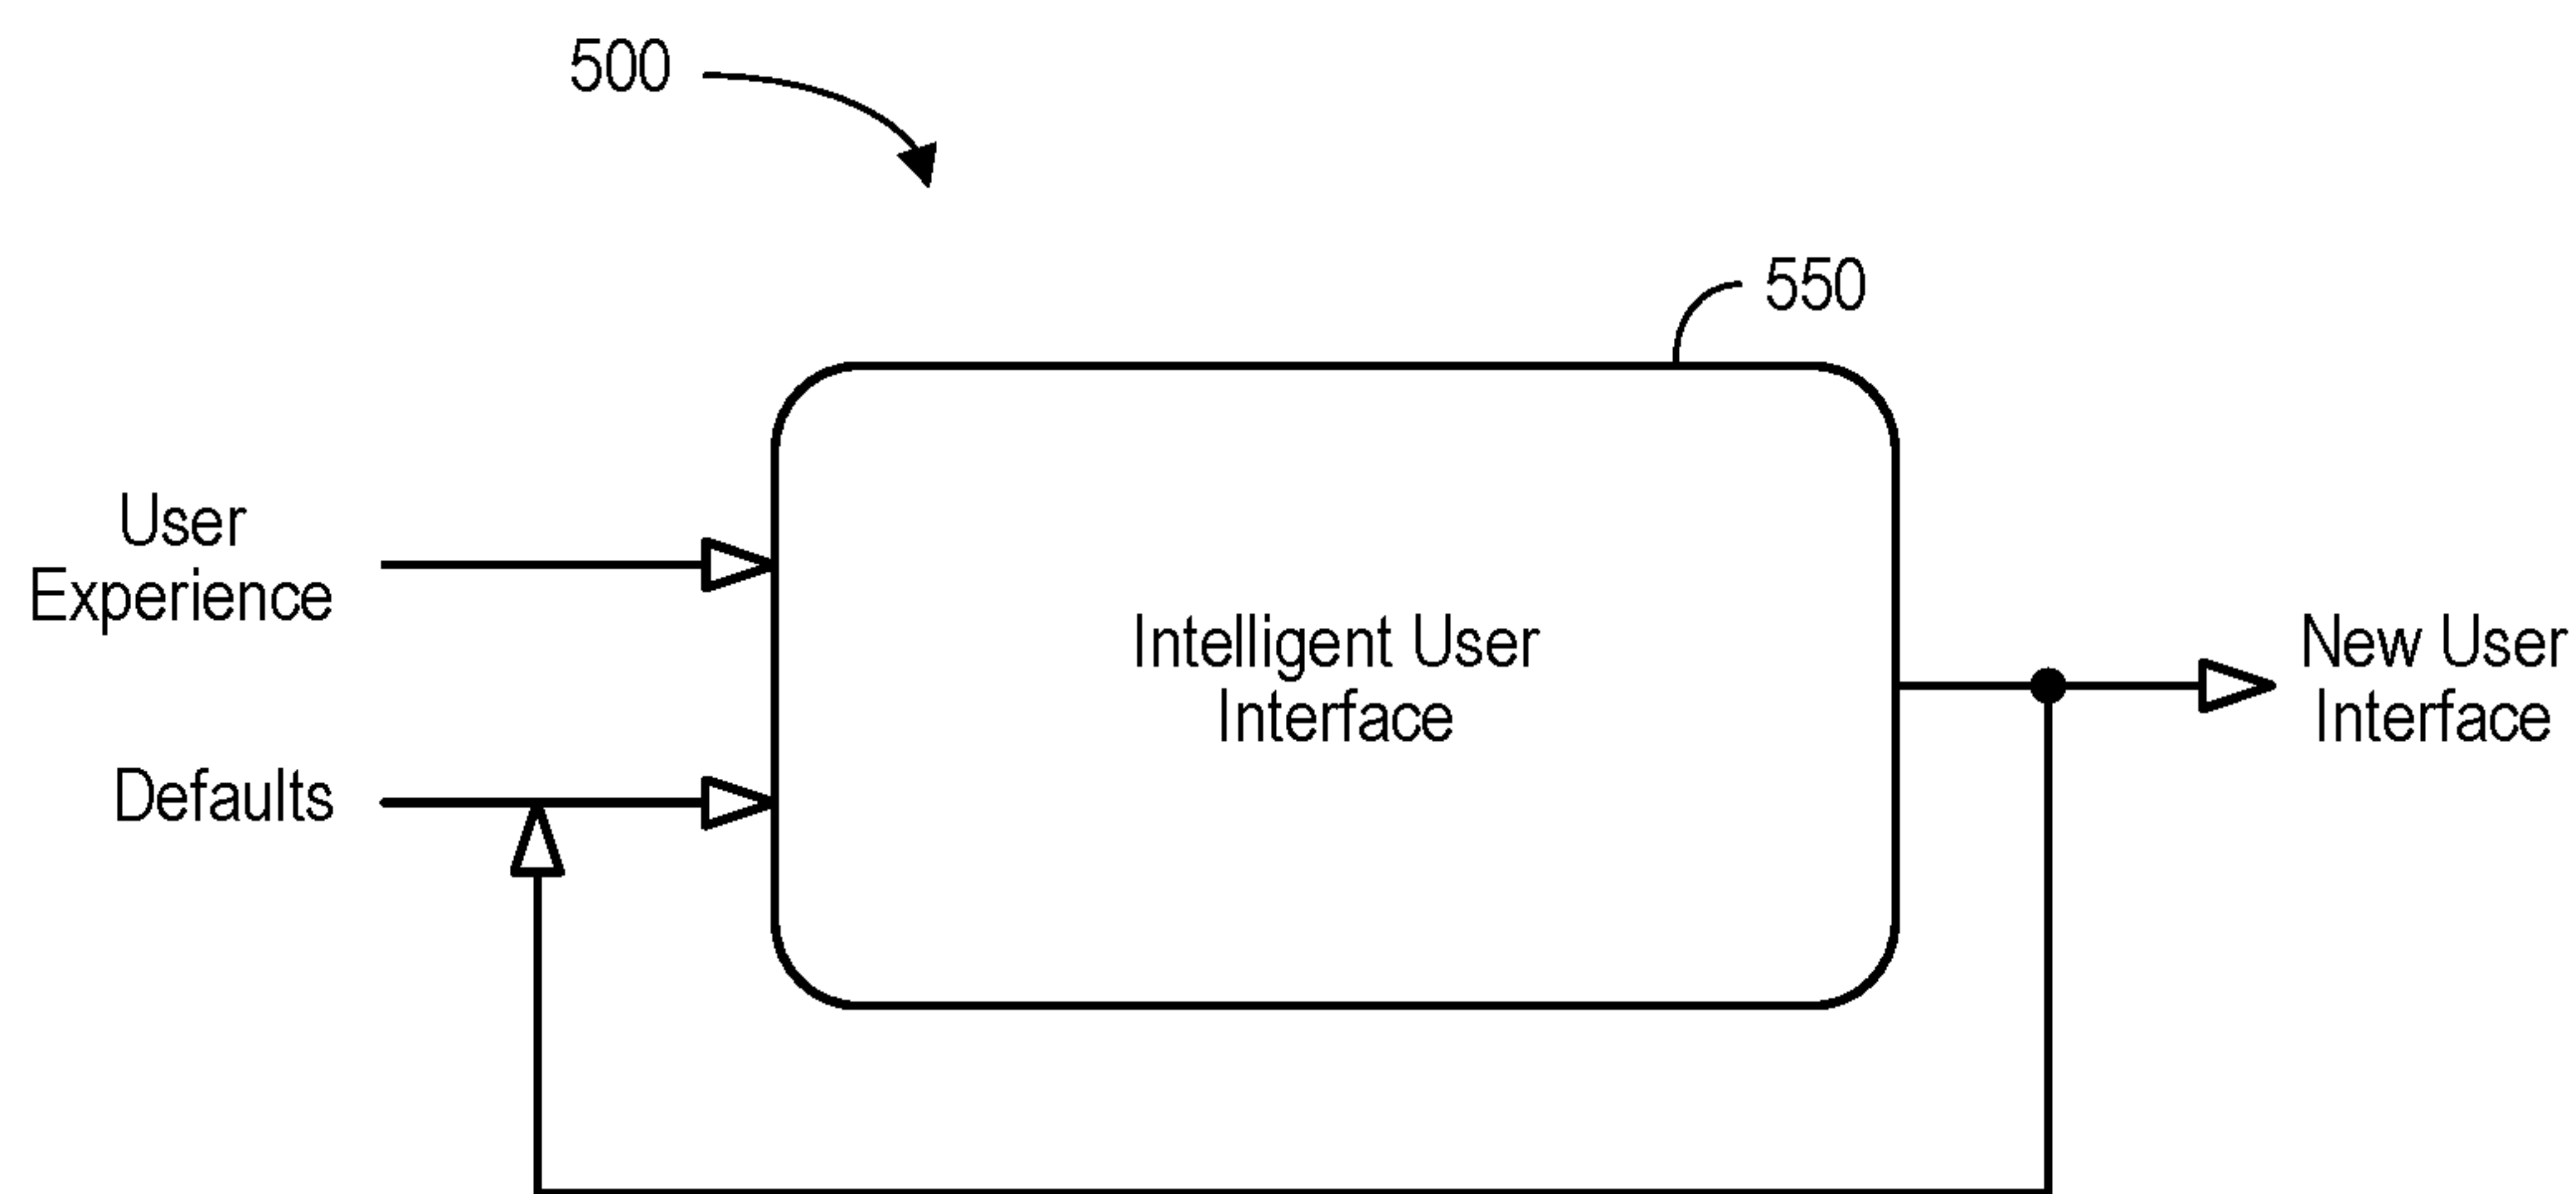 500
550
User
Experience
Intelligent User
Interface
New User
Interface
Defaults